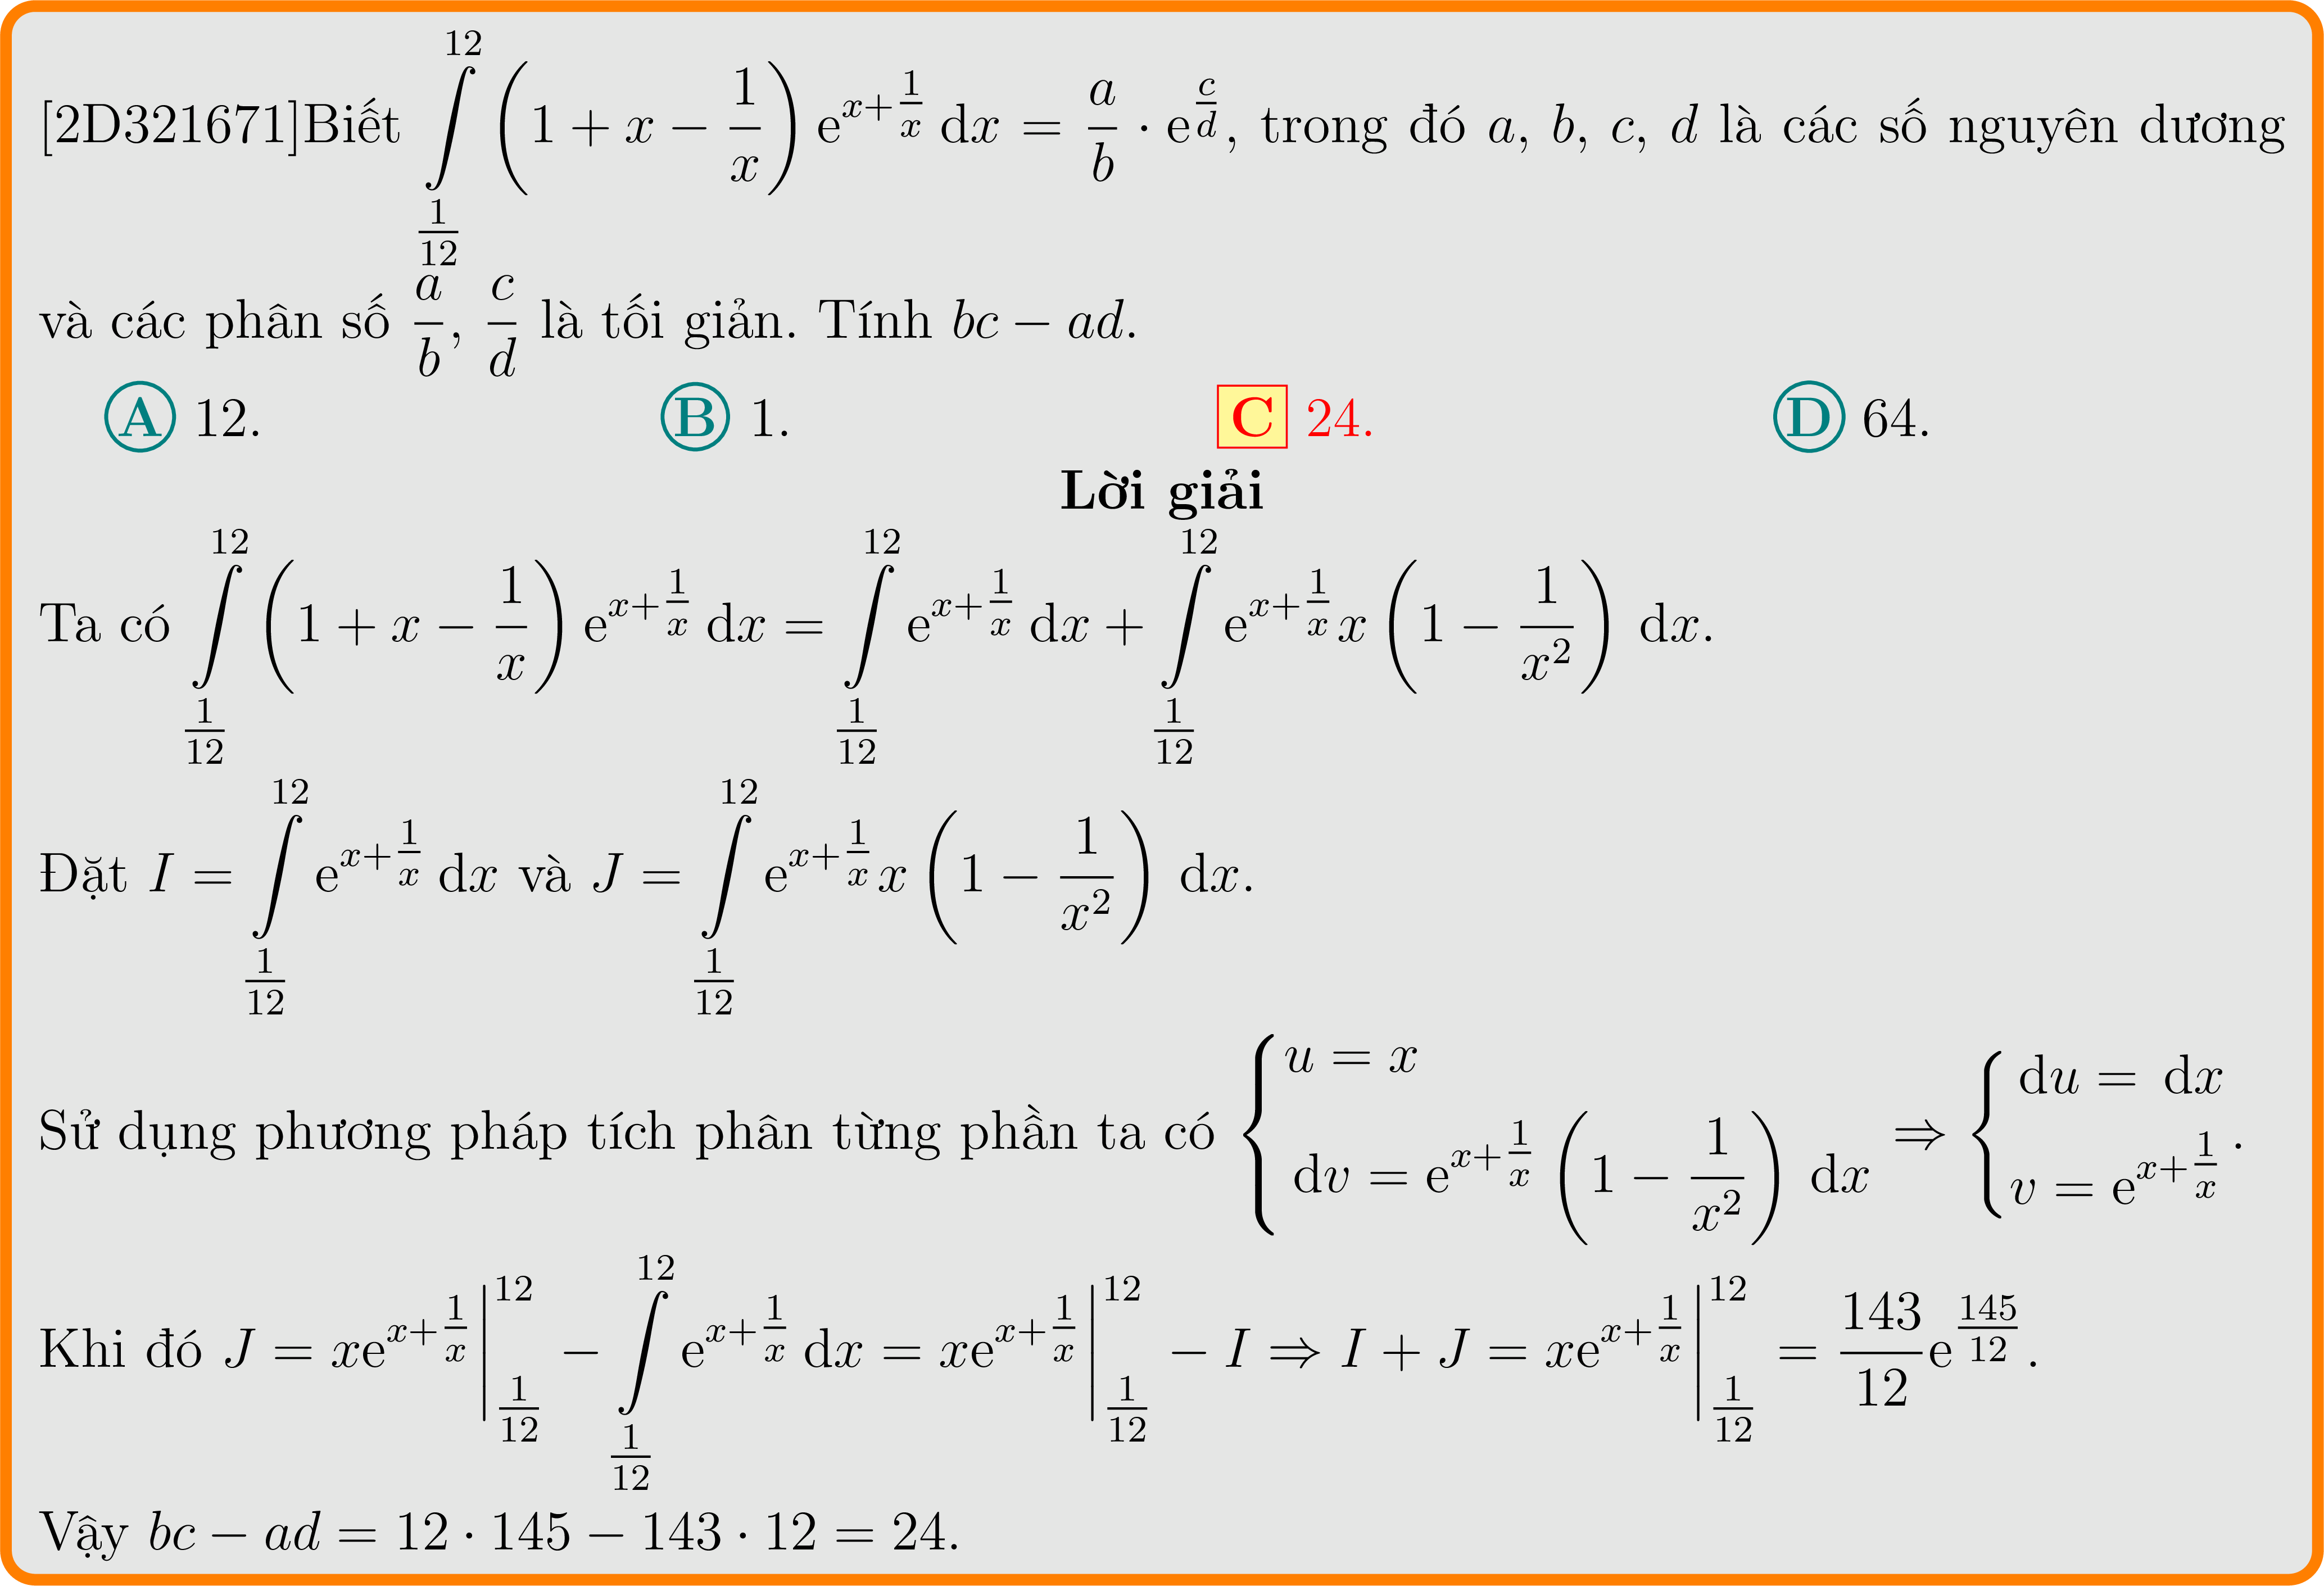 [2D321671]Biết $\int\limits_{\frac{1}{12}}^{12} \left(1 + x - \frac{1}{x}\right) \mathrm{e}^{x+\frac{1}{x}} \, \mathrm{d}x = \frac{a}{b} \cdot \mathrm{e}^{\frac{c}{d}}$, trong đó $a$, $b$, $c$, $d$ là các số nguyên dương
và các phân số $\frac{a}{b}$, $\frac{c}{d}$ là tối giản. Tính $bc - ad$.
A 12. B 1. C 24. D 64.
Lời giải
Ta có $\int\limits_{\frac{1}{12}}^{12} \left(1 + x - \frac{1}{x}\right) \mathrm{e}^{x+\frac{1}{x}} \, \mathrm{d}x = \int\limits_{\frac{1}{12}}^{12} \mathrm{e}^{x+\frac{1}{x}} \, \mathrm{d}x + \int\limits_{\frac{1}{12}}^{12} \mathrm{e}^{x+\frac{1}{x}} x \left(1 - \frac{1}{x^2}\right) \, \mathrm{d}x.$
Đặt $I = \int\limits_{\frac{1}{12}}^{12} \mathrm{e}^{x+\frac{1}{x}} \, \mathrm{d}x$ và $J = \int\limits_{\frac{1}{12}}^{12} \mathrm{e}^{x+\frac{1}{x}} x \left(1 - \frac{1}{x^2}\right) \, \mathrm{d}x.$
Sử dụng phương pháp tích phân từng phần ta có $\begin{cases} u = x \\ \mathrm{d}v = \mathrm{e}^{x+\frac{1}{x}} \left(1 - \frac{1}{x^2}\right) \, \mathrm{d}x \end{cases} \Rightarrow \begin{cases} \mathrm{d}u = \mathrm{d}x \\ v = \mathrm{e}^{x+\frac{1}{x}} \end{cases}.$
Khi đó $J = x\mathrm{e}^{x+\frac{1}{x}} \Big|_{\frac{1}{12}}^{12} - \int\limits_{\frac{1}{12}}^{12} \mathrm{e}^{x+\frac{1}{x}} \, \mathrm{d}x = x\mathrm{e}^{x+\frac{1}{x}} \Big|_{\frac{1}{12}}^{12} - I \Rightarrow I + J = x\mathrm{e}^{x+\frac{1}{x}} \Big|_{\frac{1}{12}}^{12} = \frac{143}{12} \mathrm{e}^{\frac{145}{12}}.$
Vậy $bc - ad = 12 \cdot 145 - 143 \cdot 12 = 24.$